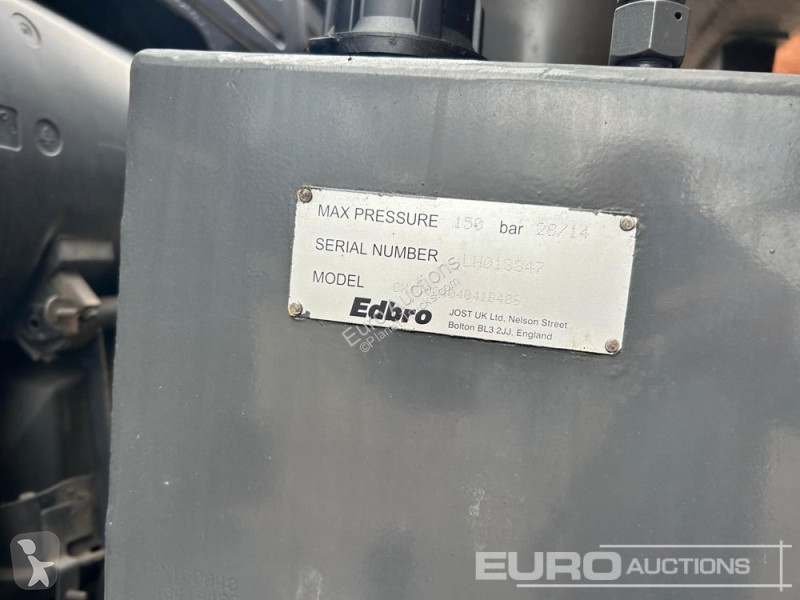 MAX PRESSURE 150 bar 28/14
SERIAL NUMBER
MODEL
Edbro
JOST UK Ltd, Nelson Street
Bolton BL3 2JJ, England
EURO AUCTIONS